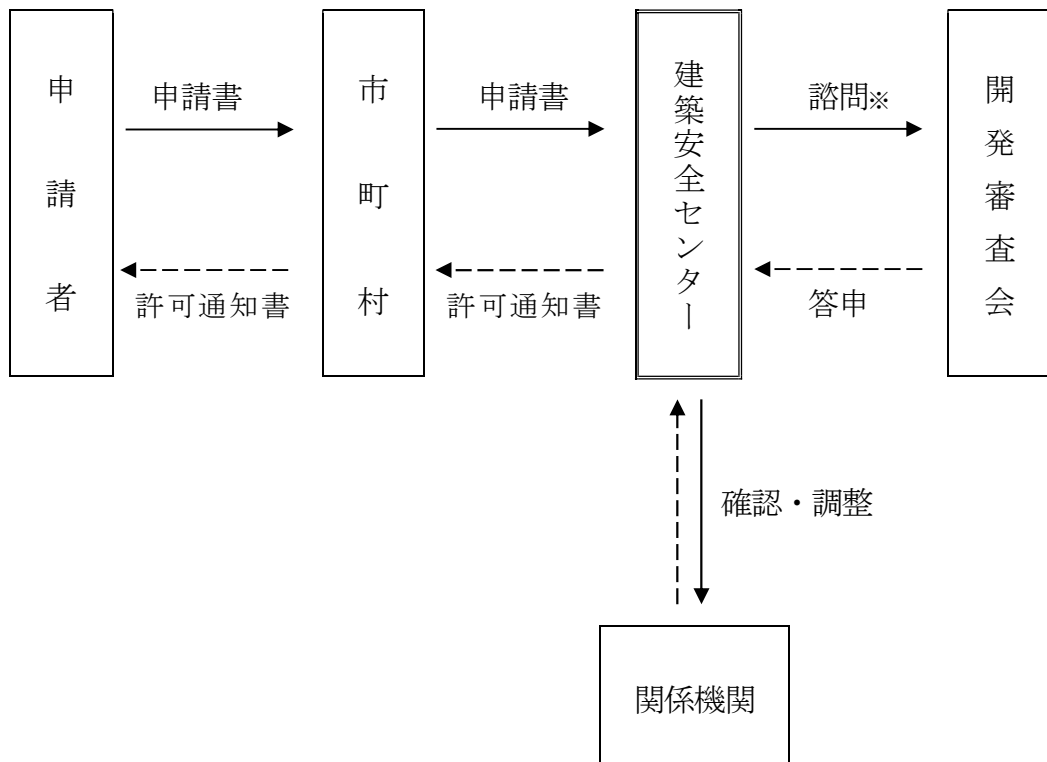 申請者
申請書
許可通知書
市町村
申請書
許可通知書
建築安全センター
諮問※
答申
開発審査会
確認・調整
関係機関